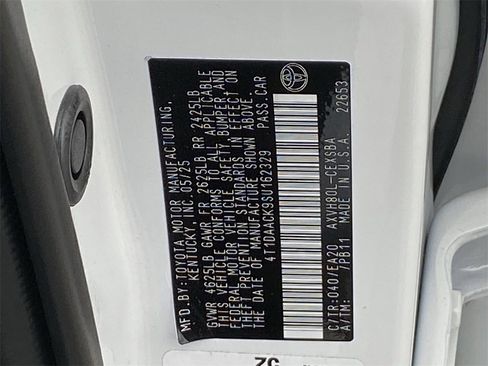 MFD. BY: TOYOTA MOTOR MANUFACTURING,
KENTUCKY, INC. 05/25
GVWR 4625LB GAWR FR 2625LB RR 2425LB
THIS VEHICLE CONFORMS TO ALL APPLICABLE
FEDERAL MOTOR VEHICLE SAFETY, BUMPER, AND
THEFT PREVENTION STANDARDS IN EFFECT ON
THE DATE OF MANUFACTURE SHOWN ABOVE.
4T1DAACK9SU162329 PASS. CAR
C/TR: 040/EA20 AXVH80L-CEXSBA
A/TM: /PB11 MADE IN U.S.A. 22653